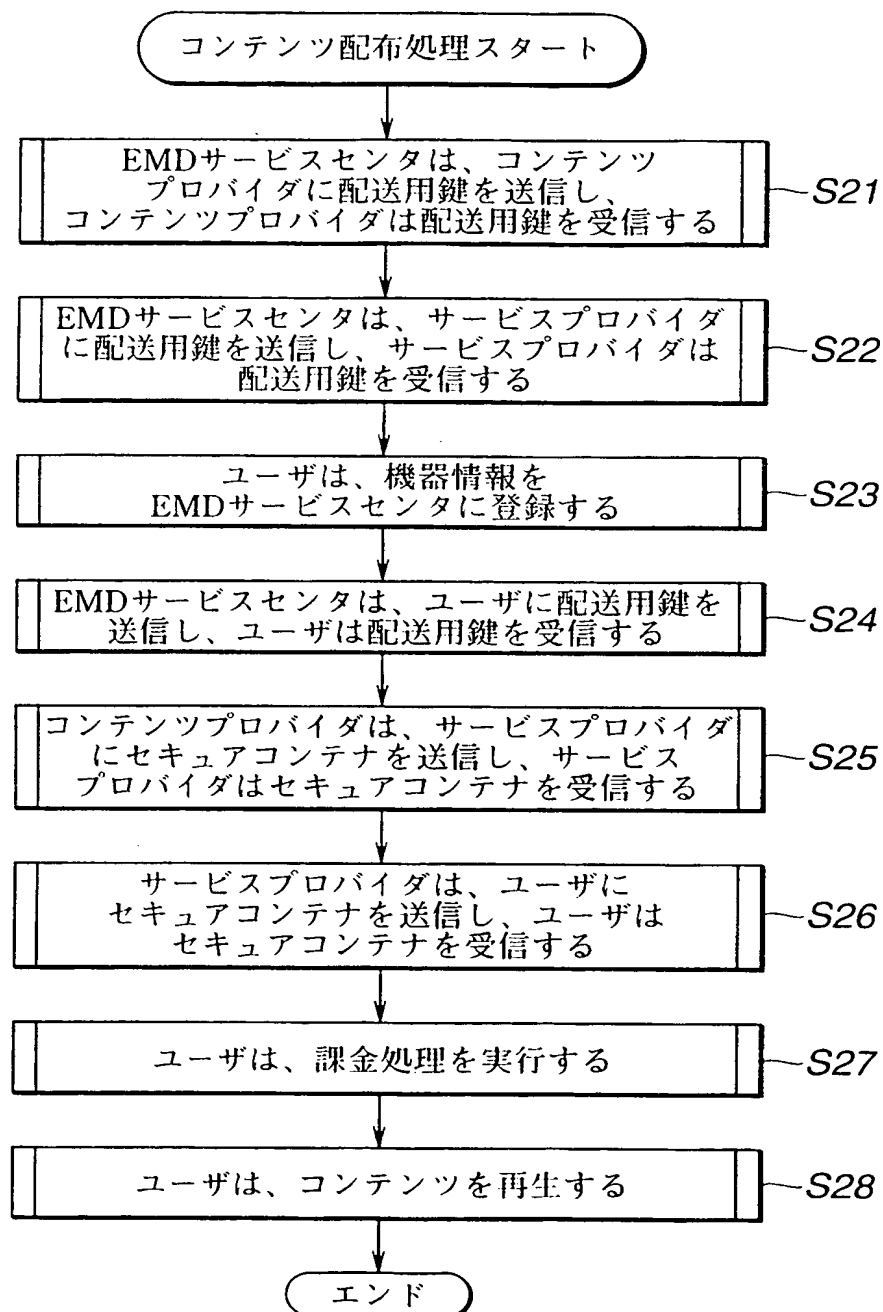 コンテンツ配布処理スタート
EMDサービスセンタは、コンテンツ
プロバイダに配送用鍵を送信し、
コンテンツプロバイダは配送用鍵を受信する
S21
EMDサービスセンタは、サービスプロバイダ
に配送用鍵を送信し、サービスプロバイダは
配送用鍵を受信する
S22
ユーザは、機器情報を
EMDサービスセンタに登録する
S23
EMDサービスセンタは、ユーザに配送用鍵を
送信し、ユーザは配送用鍵を受信する
S24
コンテンツプロバイダは、サービスプロバイダ
にセキュアコンテナを送信し、サービス
プロバイダはセキュアコンテナを受信する
S25
サービスプロバイダは、ユーザに
セキュアコンテナを送信し、ユーザは
セキュアコンテナを受信する
S26
ユーザは、課金処理を実行する
S27
ユーザは、コンテンツを再生する
S28
エンド